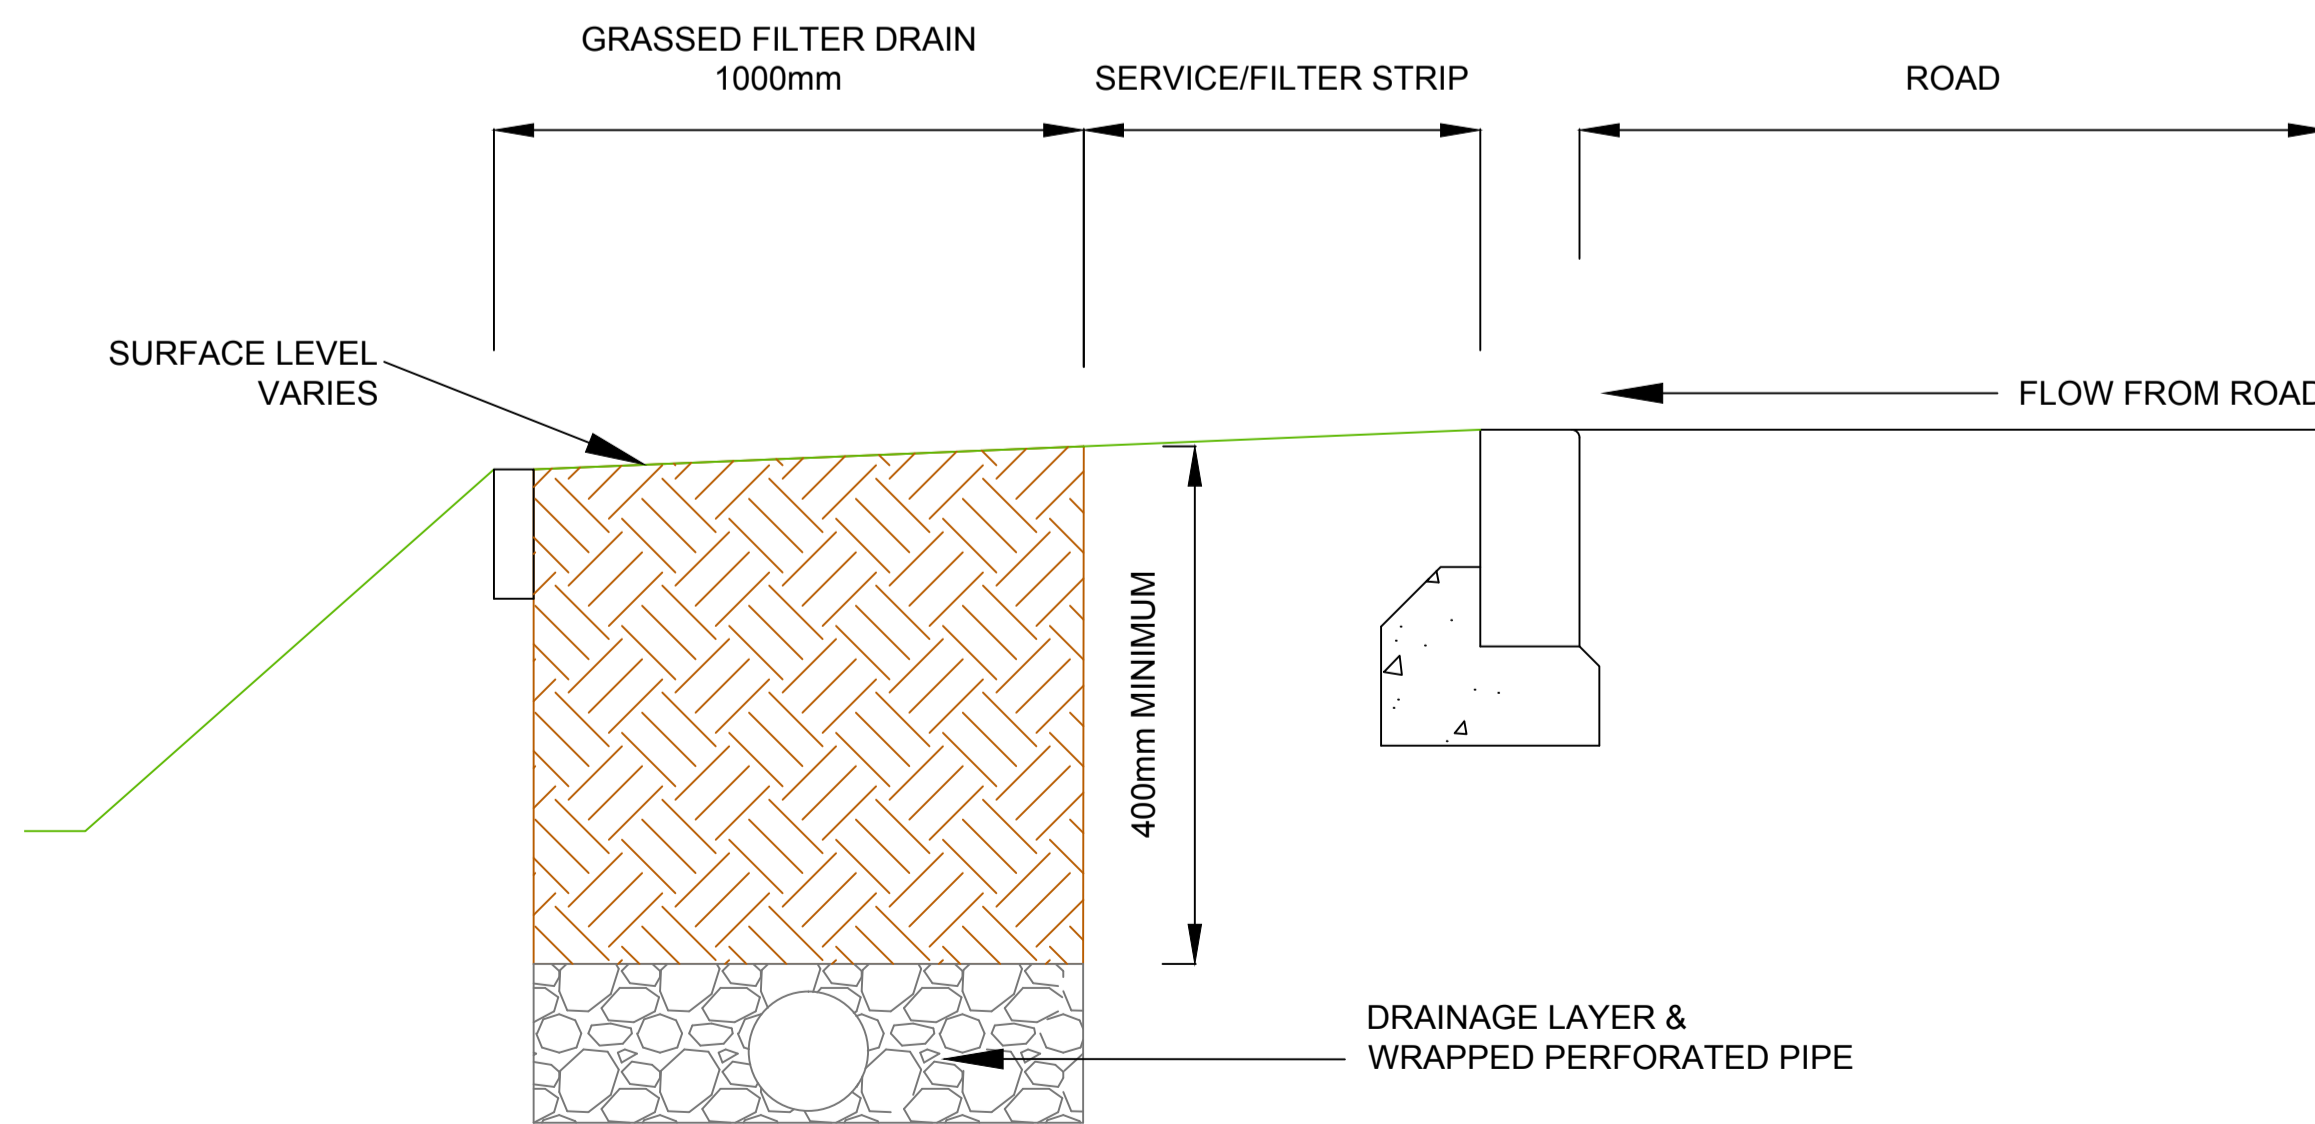 GRASSED FILTER DRAIN
1000mm
SERVICE/FILTER STRIP
ROAD
SURFACE LEVEL
VARIES
FLOW FROM ROAD
400mm MINIMUM
DRAINAGE LAYER &
WRAPPED PERFORATED PIPE